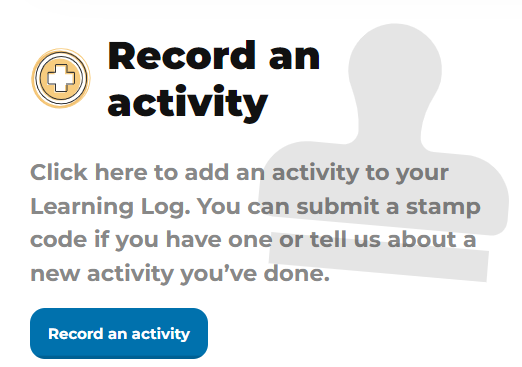 Record an
activity
Click here to add an activity to your
Learning Log. You can submit a stamp
code if you have one or tell us about a
new activity you’ve done.
Record an activity